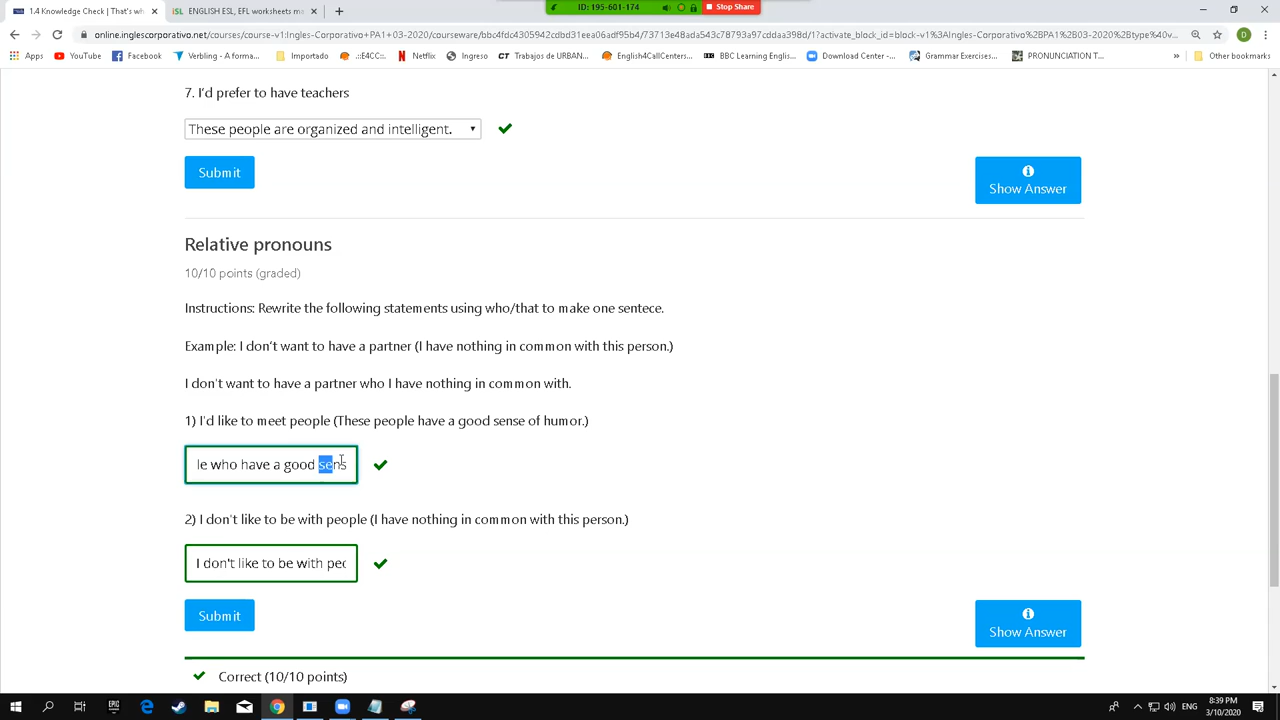 ID: 195-601-174
Stop Share
1.4 Knowledge Check | That's wh
ENGLISH ESL, EFL worksheets ma
online.inglescorporativo.net/courses/course-v1:Ingles-Corporativo+PA1+03-2020/courseware/bbc4fdc4305942cdbd31eea06adf95b4/73713e48ada543c78793a97cddaa398d/1?activate_block_id=block-v1%3AIngles-Corporativo%2BPA1%2B03-2020%2Btype%40v...
Apps
YouTube
Facebook
Verbling - A forma...
Importado
.::E4CC::.
Netflix
Ingreso
CT Trabajos de URBAN...
English4CallCenters...
BBC Learning Englis...
Download Center -...
Grammar Exercises...
PRONUNCIATION T...
»
Other bookmarks
7. I'd prefer to have teachers
These people are organized and intelligent.
Submit
Show Answer
Relative pronouns
10/10 points (graded)
Instructions: Rewrite the following statements using who/that to make one sentece.
Example: I don't want to have a partner (I have nothing in common with this person.)
I don't want to have a partner who I have nothing in common with.
1) I'd like to meet people (These people have a good sense of humor.)
le who have a good sens
2) I don't like to be with people (I have nothing in common with this person.)
I don't like to be with peo
Submit
Show Answer
Correct (10/10 points)
ENG
8:39 PM
3/10/2020